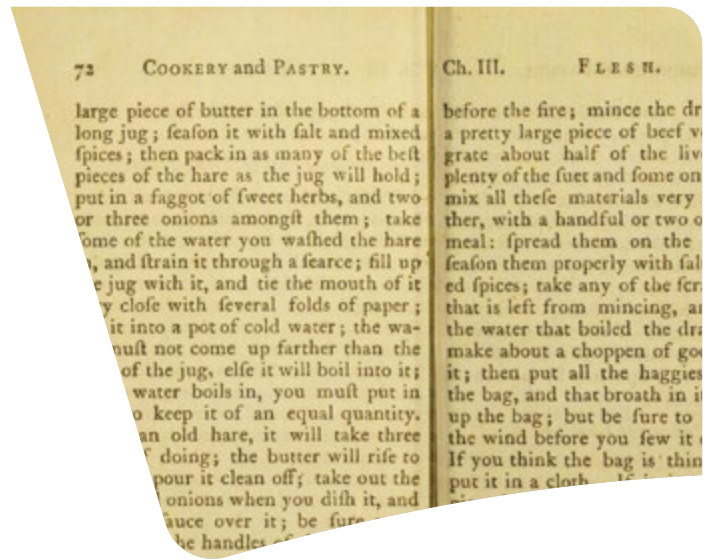 72 COOKERY and PASTRY.
large piece of butter in the bottom of a
long jug; ſeaſon it with ſalt and mixed
ſpices; then pack in as many of the beſt
pieces of the hare as the jug will hold;
put in a faggot of ſweet herbs, and two
or three onions amongſt them; take
ſome of the water you waſhed the hare
, and ſtrain it through a ſearce; fill up
jug with it, and tie the mouth of it
cloſe with ſeveral folds of paper;
it into a pot of cold water; the wa-
not come up farther than the
of the jug, elſe it will boil into it;
water boils in, you muſt put in
keep it of an equal quantity.
an old hare, it will take three
doing; the butter will riſe to
pour it clean off; take out the
onions when you diſh it, and
over it; be ſure
handles
Ch. III. FLESH.
before the fire; mince the
a pretty large piece of beef
grate about half of the
plenty of the ſuet and ſome
mix all theſe materials very
ther, with a handful or two
meal: ſpread them on the
ſeaſon them properly with
ed ſpices; take any of the
that is left from mincing,
the water that boiled the
make about a choppen of
it; then put all the haggies
the bag, and that broath in
up the bag; but be ſure to
the wind before you ſew it
If you think the bag is
put it in a cloth.